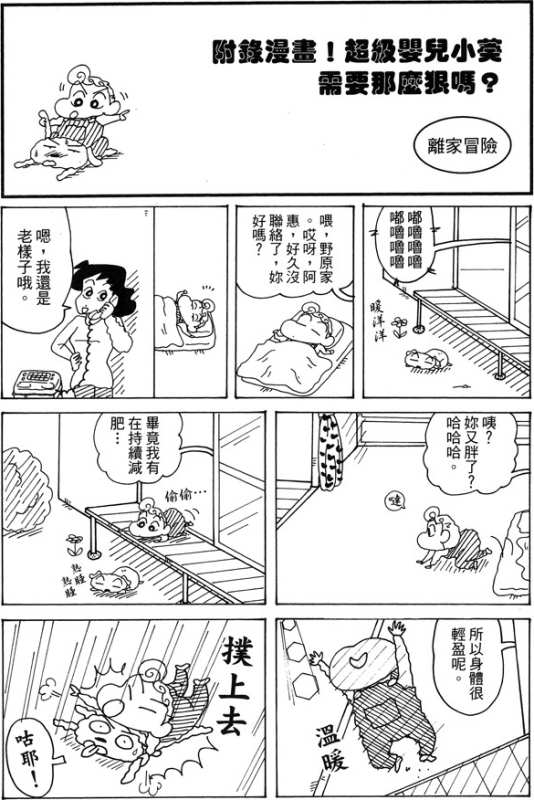 附錄漫畫！超級嬰兒小葵
需要那麼狠嗎？
離家冒險
嘟嚕嚕嚕
嘟嚕嚕嚕
暖洋洋
喂，野原家
。哎呀，阿
惠，好久沒
聯絡了，妳
好嗎？
嗯，我還是
老樣子哦。
咦？
妳又胖了？
哈哈哈。
噠
畢竟我有
在持續減
肥…
偷偷…
熟睡
熟睡
所以身體很
輕盈呢。
溫暖
撲上去
咕耶！